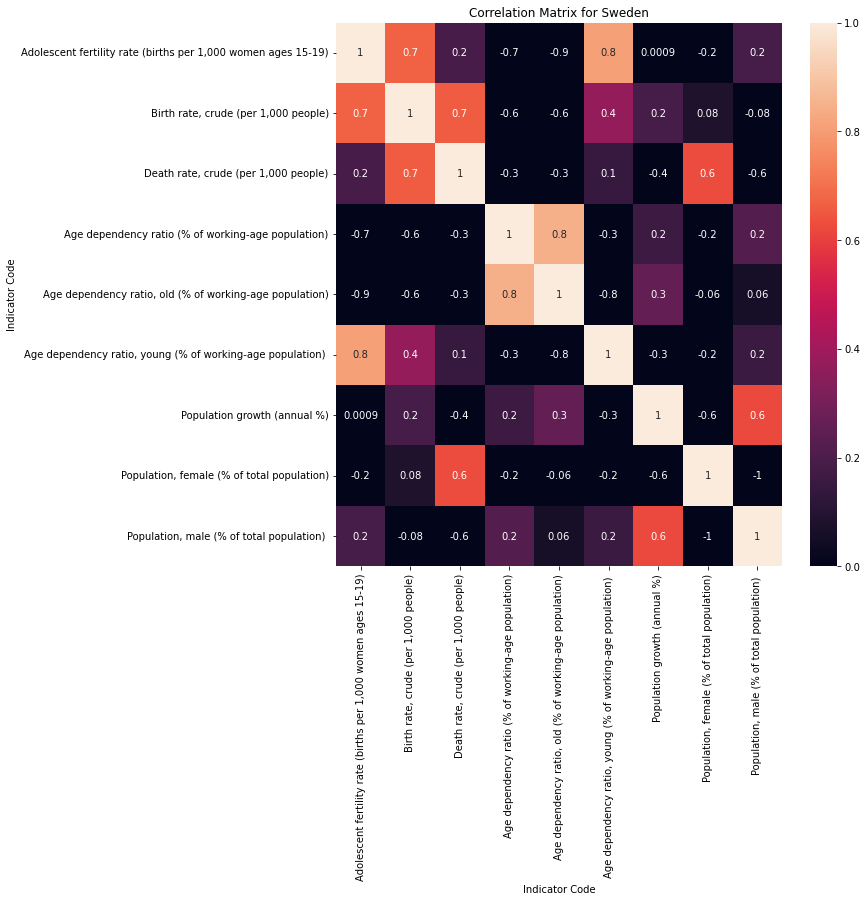 Correlation Matrix for Sweden
Adolescent fertility rate (births per 1,000 women ages 15-19) 1 0.7 0.2 -0.7 -0.9 0.8 0.0009 -0.2 0.2
Birth rate, crude (per 1,000 people) 0.7 1 0.7 -0.6 -0.6 0.4 0.2 0.08 -0.08
Death rate, crude (per 1,000 people) 0.2 0.7 1 -0.3 -0.3 0.1 -0.4 0.6 -0.6
Age dependency ratio (% of working-age population) -0.7 -0.6 -0.3 1 0.8 -0.3 0.2 -0.2 0.2
Age dependency ratio, old (% of working-age population) -0.9 -0.6 -0.3 0.8 1 -0.8 0.3 -0.06 0.06
Age dependency ratio, young (% of working-age population) 0.8 0.4 0.1 -0.3 -0.8 1 -0.3 -0.2 0.2
Population growth (annual %) 0.0009 0.2 -0.4 0.2 0.3 -0.3 1 -0.6 0.6
Population, female (% of total population) -0.2 0.08 0.6 -0.2 -0.06 -0.2 -0.6 1 -1
Population, male (% of total population) 0.2 -0.08 -0.6 0.2 0.06 0.2 0.6 -1 1
Indicator Code
Adolescent fertility rate (births per 1,000 women ages 15-19)
Birth rate, crude (per 1,000 people)
Death rate, crude (per 1,000 people)
Age dependency ratio (% of working-age population)
Age dependency ratio, old (% of working-age population)
Age dependency ratio, young (% of working-age population)
Population growth (annual %)
Population, female (% of total population)
Population, male (% of total population)
Indicator Code
1.0
0.8
0.6
0.4
0.2
0.0